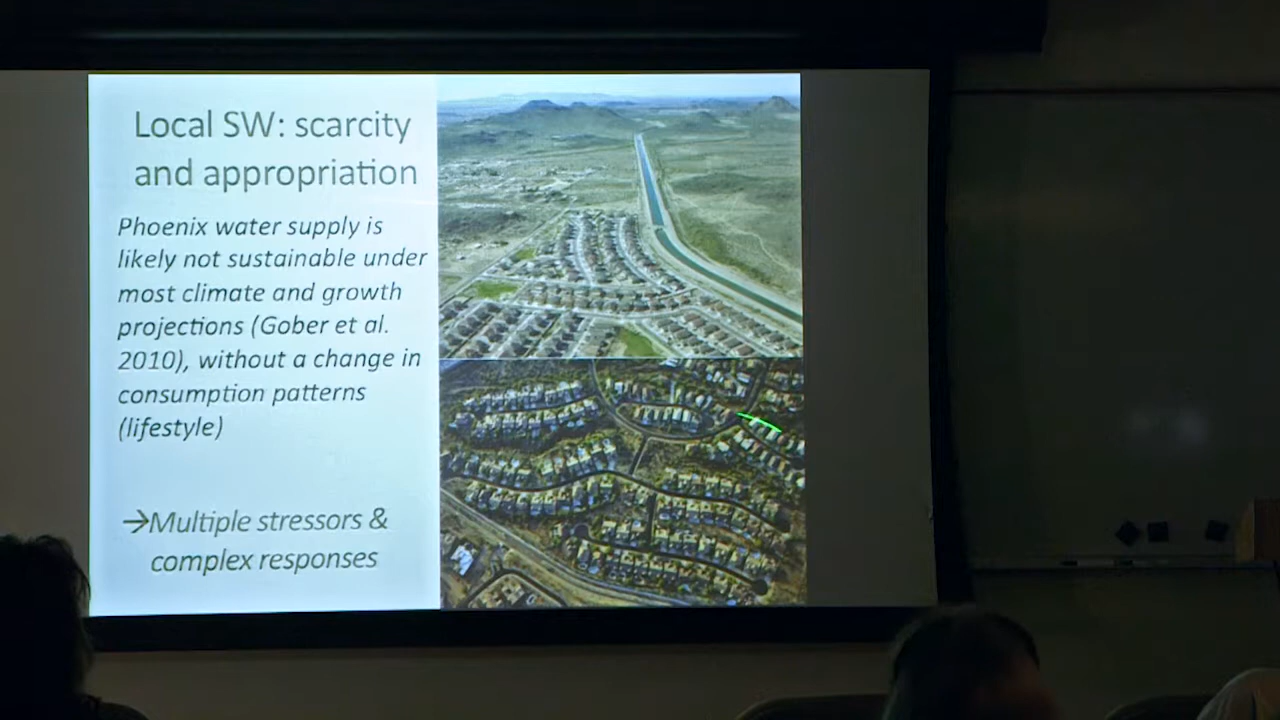 Local SW: scarcity
and appropriation
Phoenix water supply is
likely not sustainable under
most climate and growth
projections (Gober et al.
2010), without a change in
consumption patterns
(lifestyle)
→Multiple stressors &
complex responses